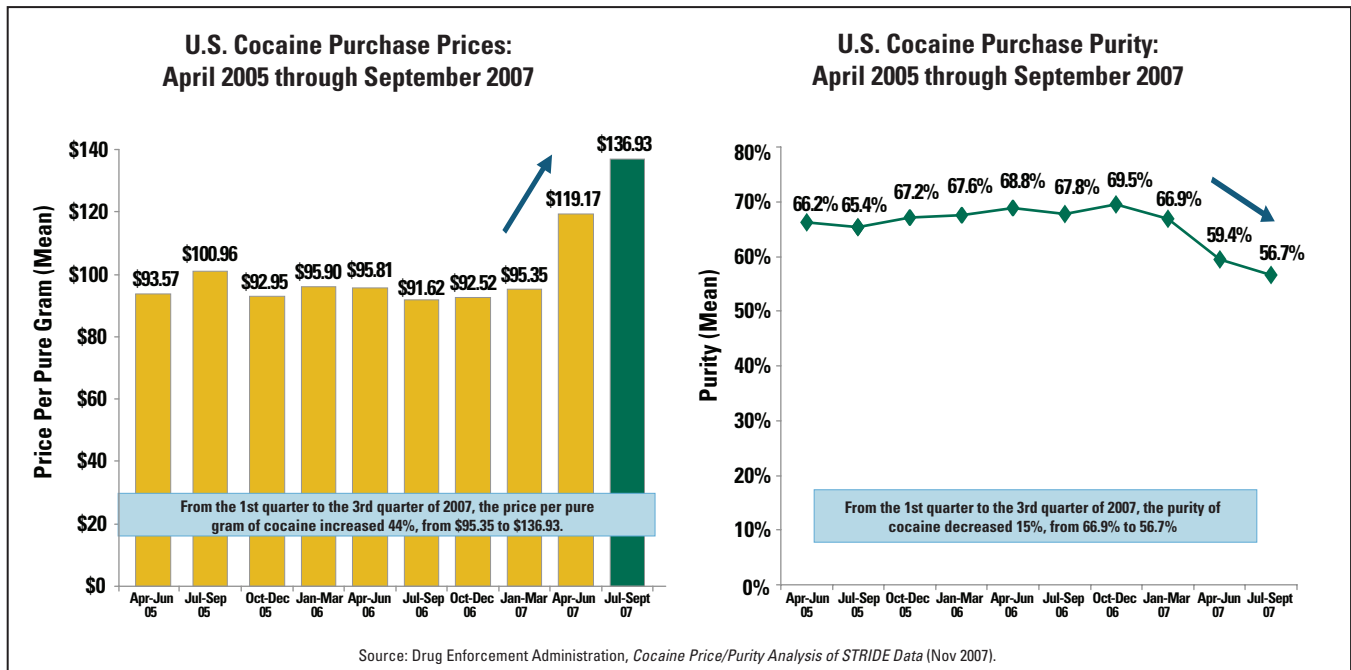 U.S. Cocaine Purchase Prices:
April 2005 through September 2007
Price Per Pure Gram (Mean)
$140
$120
$100
$80
$60
$40
$20
$0
$93.57
$100.96
$92.95
$95.90
$95.81
$91.62
$92.52
$95.35
$119.17
$136.93
From the 1st quarter to the 3rd quarter of 2007, the price per pure
gram of cocaine increased 44%, from $95.35 to $136.93.
Apr-Jun Jul-Sep Oct-Dec Jan-Mar Apr-Jun Jul-Sep Oct-Dec Jan-Mar Apr-Jun Jul-Sept
05 05 05 06 06 06 06 07 07 07
U.S. Cocaine Purchase Purity:
April 2005 through September 2007
Purity (Mean)
80%
70%
60%
50%
40%
30%
20%
10%
0%
66.2%
65.4%
67.2%
67.6%
68.8%
67.8%
69.5%
66.9%
59.4%
56.7%
From the 1st quarter to the 3rd quarter of 2007, the purity of
cocaine decreased 15%, from 66.9% to 56.7%
Apr-Jun Jul-Sep Oct-Dec Jan-Mar Apr-Jun Jul-Sep Oct-Dec Jan-Mar Apr-Jun Jul-Sept
05 05 05 06 06 06 06 07 07 07
Source: Drug Enforcement Administration, Cocaine Price/Purity Analysis of STRIDE Data (Nov 2007).